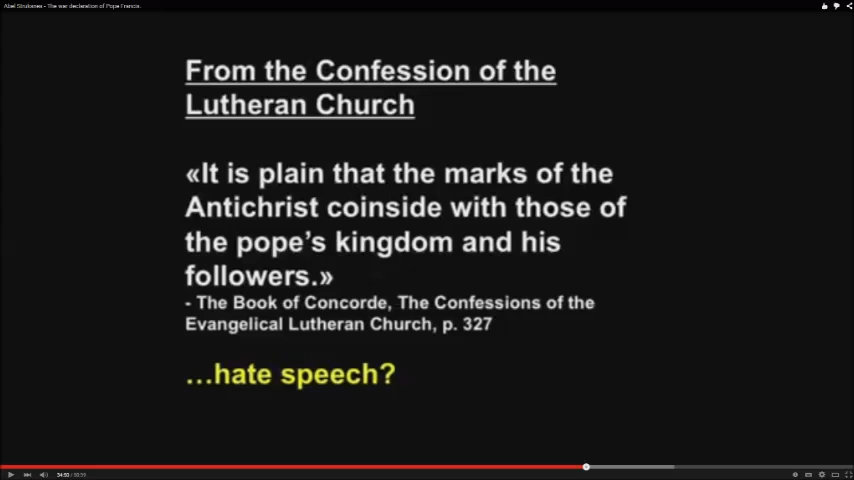 Abel Struksnes - The war declaration of Pope Francis.
From the Confession of the
Lutheran Church
«It is plain that the marks of the
Antichrist coinside with those of
the pope's kingdom and his
followers.»
- The Book of Concorde, The Confessions of the
Evangelical Lutheran Church, p. 327
...hate speech?